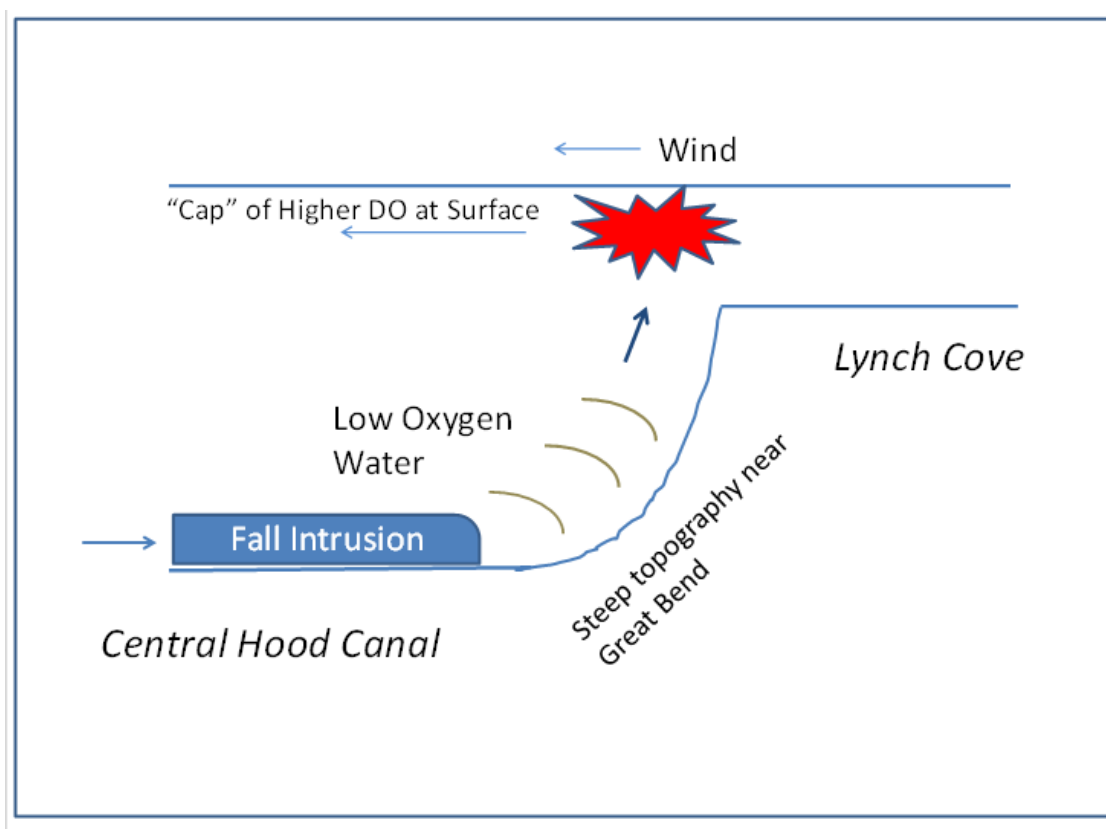 Wind
“Cap” of Higher DO at Surface
Lynch Cove
Low Oxygen
Water
Steep topography near
Great Bend
Fall Intrusion
Central Hood Canal